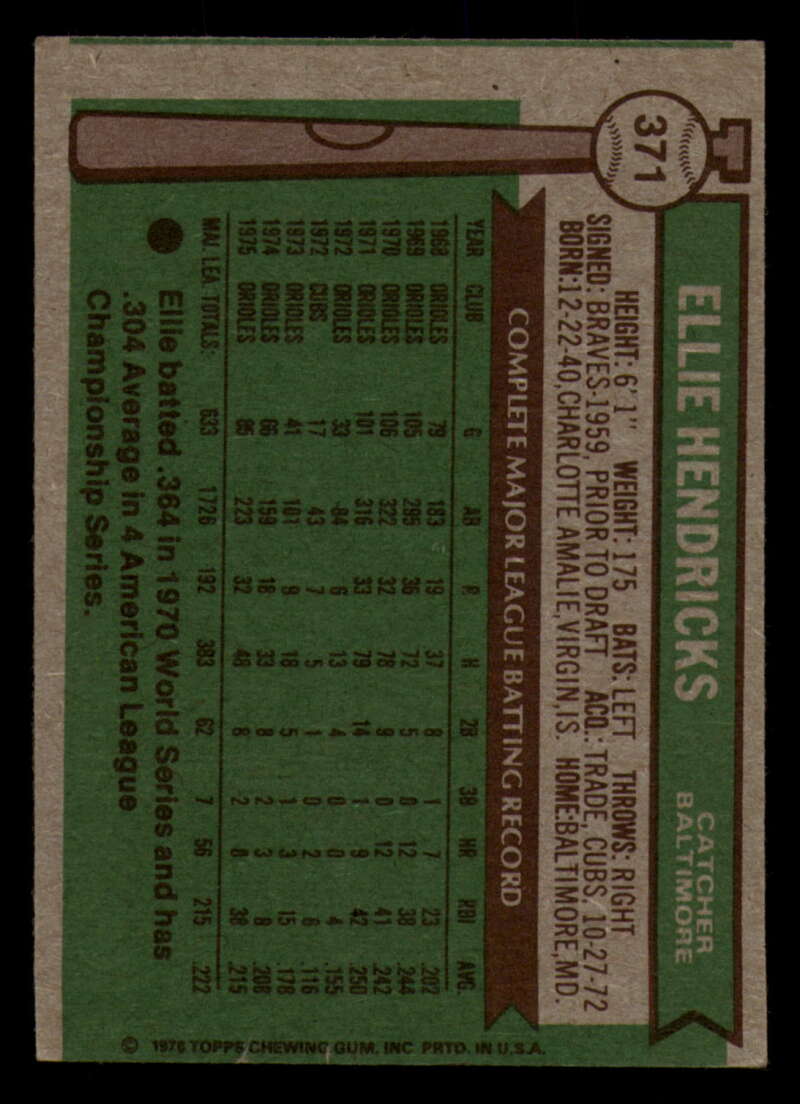 371
ELLIE HENDRICKS
CATCHER
BALTIMORE
HEIGHT: 6'1" WEIGHT: 175 BATS: LEFT THROWS: RIGHT
SIGNED: BRAVES-1959, PRIOR TO DRAFT ACQ.: TRADE, CUBS, 10-27-72
BORN: 12-22-40, CHARLOTTE AMALIE, VIRGIN, IS. HOME: BALTIMORE, MD.
COMPLETE MAJOR LEAGUE BATTING RECORD
YEAR CLUB G AB R H 2B 3B HR RBI AVG.
1968 ORIOLES 79 183 19 37 8 1 7 23 .202
1969 ORIOLES 105 295 36 72 5 0 12 38 .244
1970 ORIOLES 106 322 32 78 9 0 12 41 .242
1971 ORIOLES 101 316 33 79 14 1 9 42 .250
1972 ORIOLES 33 84 6 13 4 0 0 4 .155
1972 CUBS 17 43 7 5 1 0 2 6 .116
1973 ORIOLES 41 101 9 18 5 1 3 15 .178
1974 ORIOLES 66 159 18 33 8 2 3 8 .208
1975 ORIOLES 85 223 32 48 8 2 8 38 .215
MAJ. LEA. TOTALS: 633 1726 192 383 62 7 56 215 .222
Ellie batted .364 in 1970 World Series and has
.304 Average in 4 American League
Championship Series.
© 1976 TOPPS CHEWING GUM, INC PRTD. IN U.S.A.